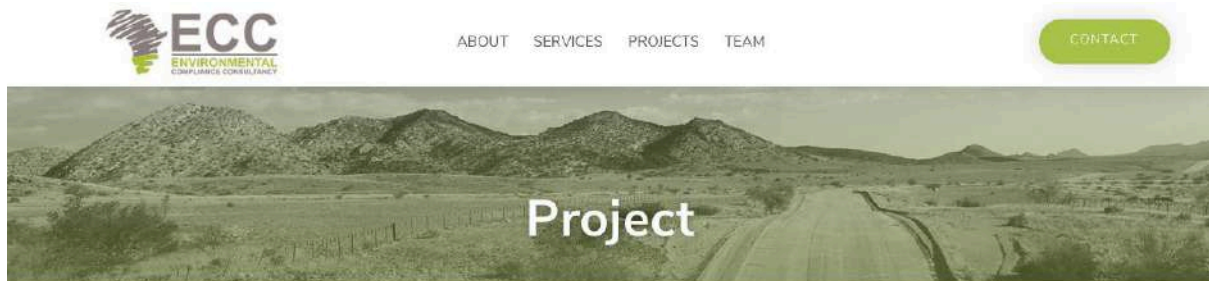 ECC
ENVIRONMENTAL
COMPLIANCE CONSULTANCY
ABOUT SERVICES PROJECTS TEAM
CONTACT
Project